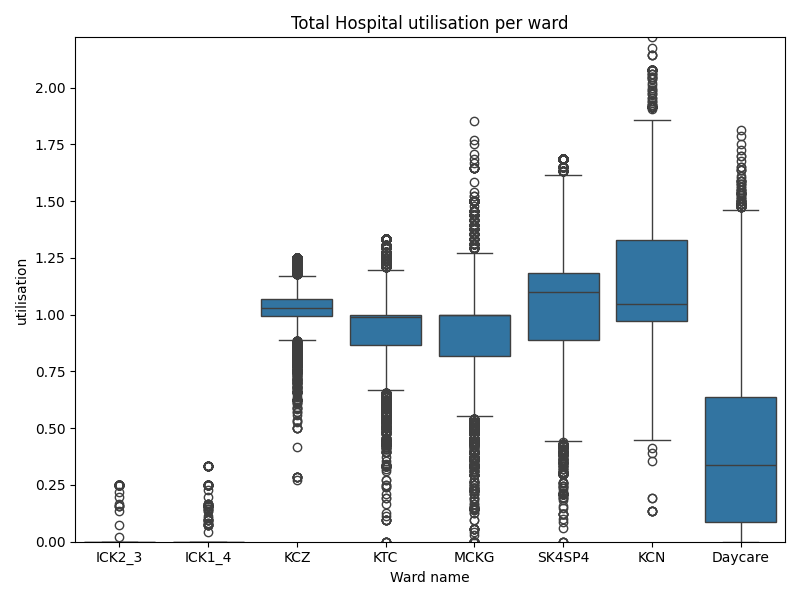 Total Hospital utilisation per ward
utilisation
2.00
1.75
1.50
1.25
1.00
0.75
0.50
0.25
0.00
ICK2_3 ICK1_4 KCZ KTC MCKG SK4SP4 KCN Daycare
Ward name